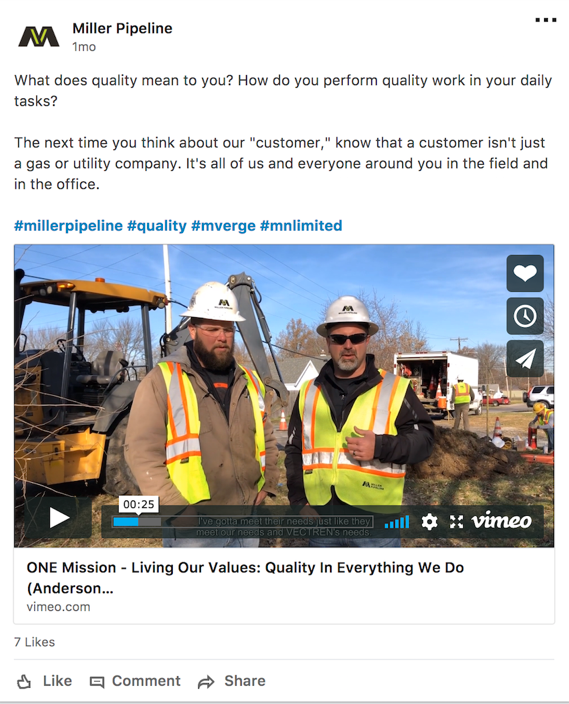 Miller Pipeline
1mo
What does quality mean to you? How do you perform quality work in your daily
tasks?
The next time you think about our "customer," know that a customer isn't just
a gas or utility company. It's all of us and everyone around you in the field and
in the office.
#millerpipeline #quality #mverge #mnlimited
00:25
I've gotta meet their needs just like they
meet our needs and VECTREN's needs
vimeo
ONE Mission - Living Our Values: Quality In Everything We Do
(Anderson...
vimeo.com
7 Likes
Like Comment Share